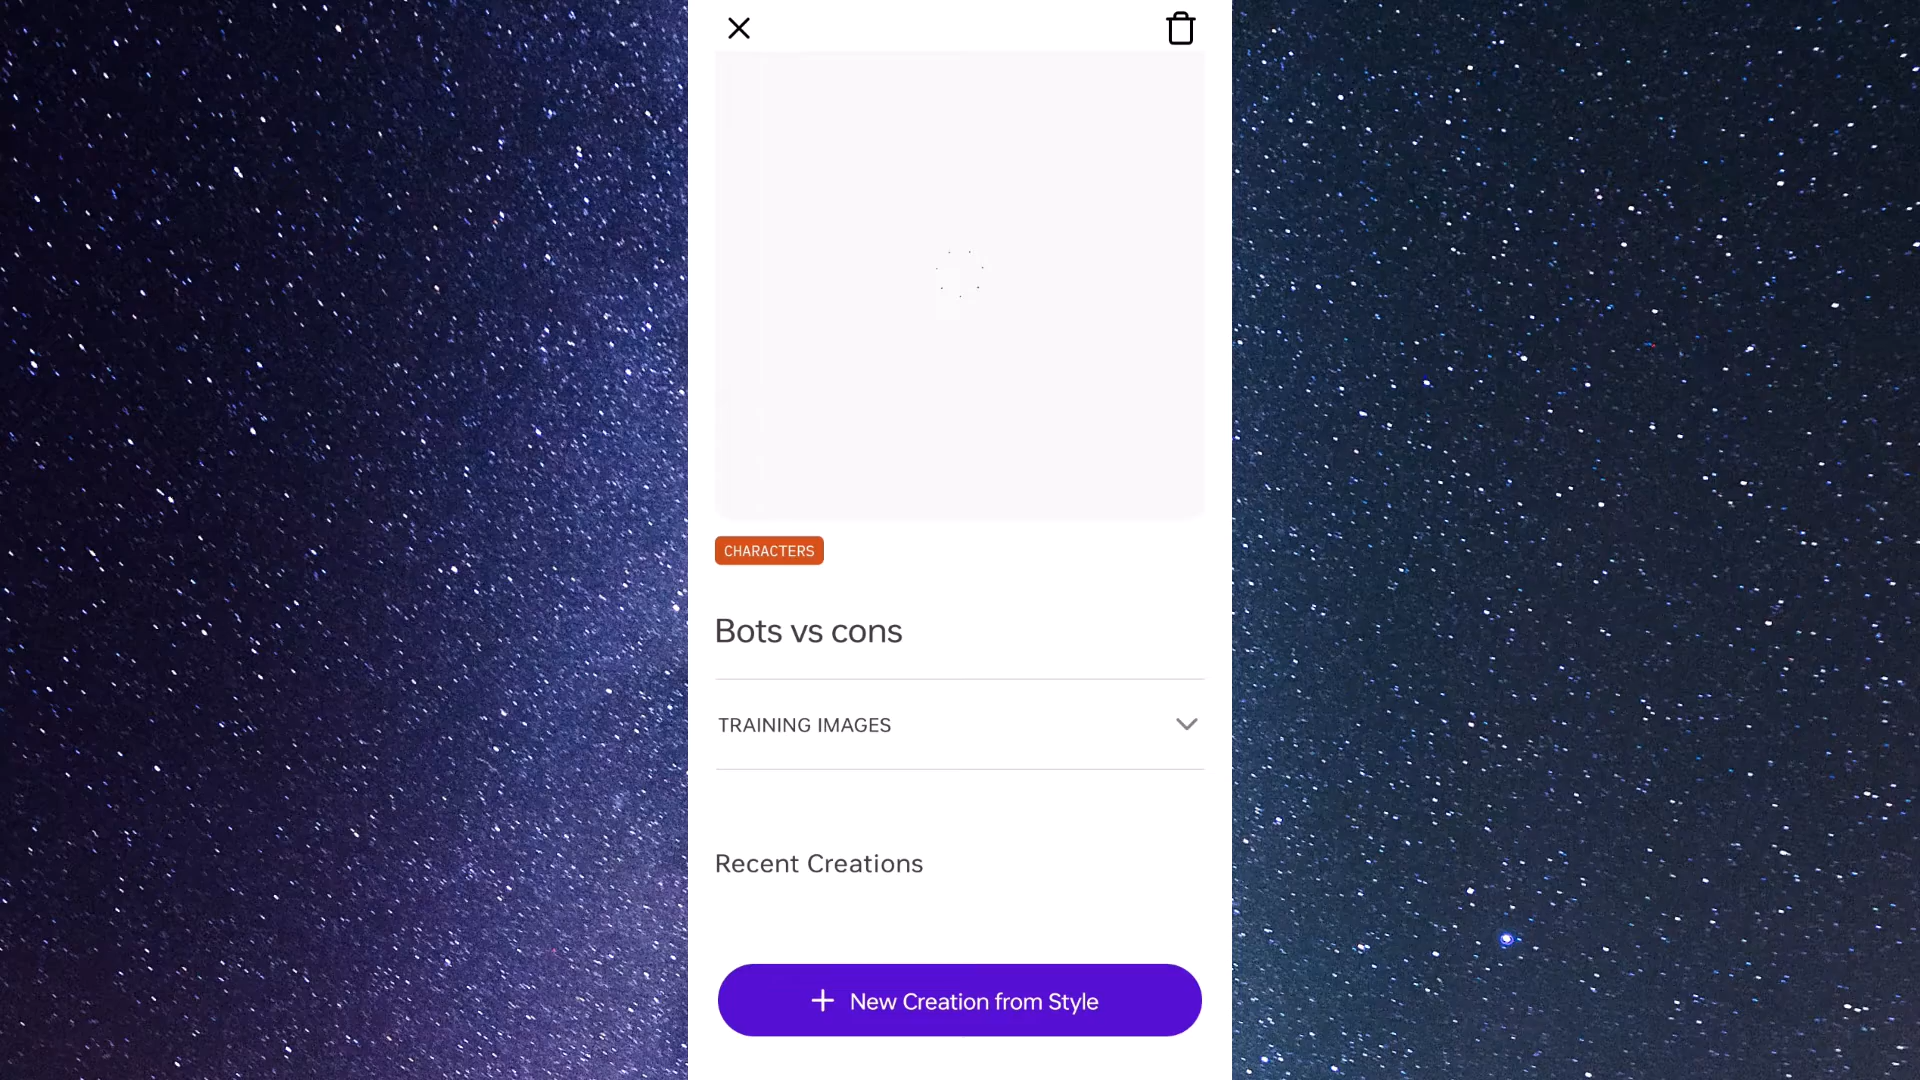 CHARACTERS
Bots vs cons
TRAINING IMAGES
Recent Creations
New Creation from Style